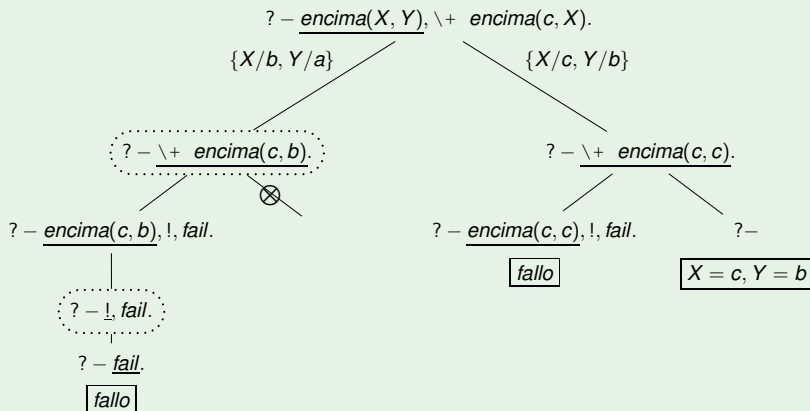 ? − encima(X, Y), \+ encima(c, X).
{X/b, Y/a}
{X/c, Y/b}
? − \+ encima(c, b).
? − \+ encima(c, c).
? − encima(c, b), !, fail.
? − encima(c, c), !, fail.
?−
fallo
X = c, Y = b
? − !, fail.
? − fail.
fallo